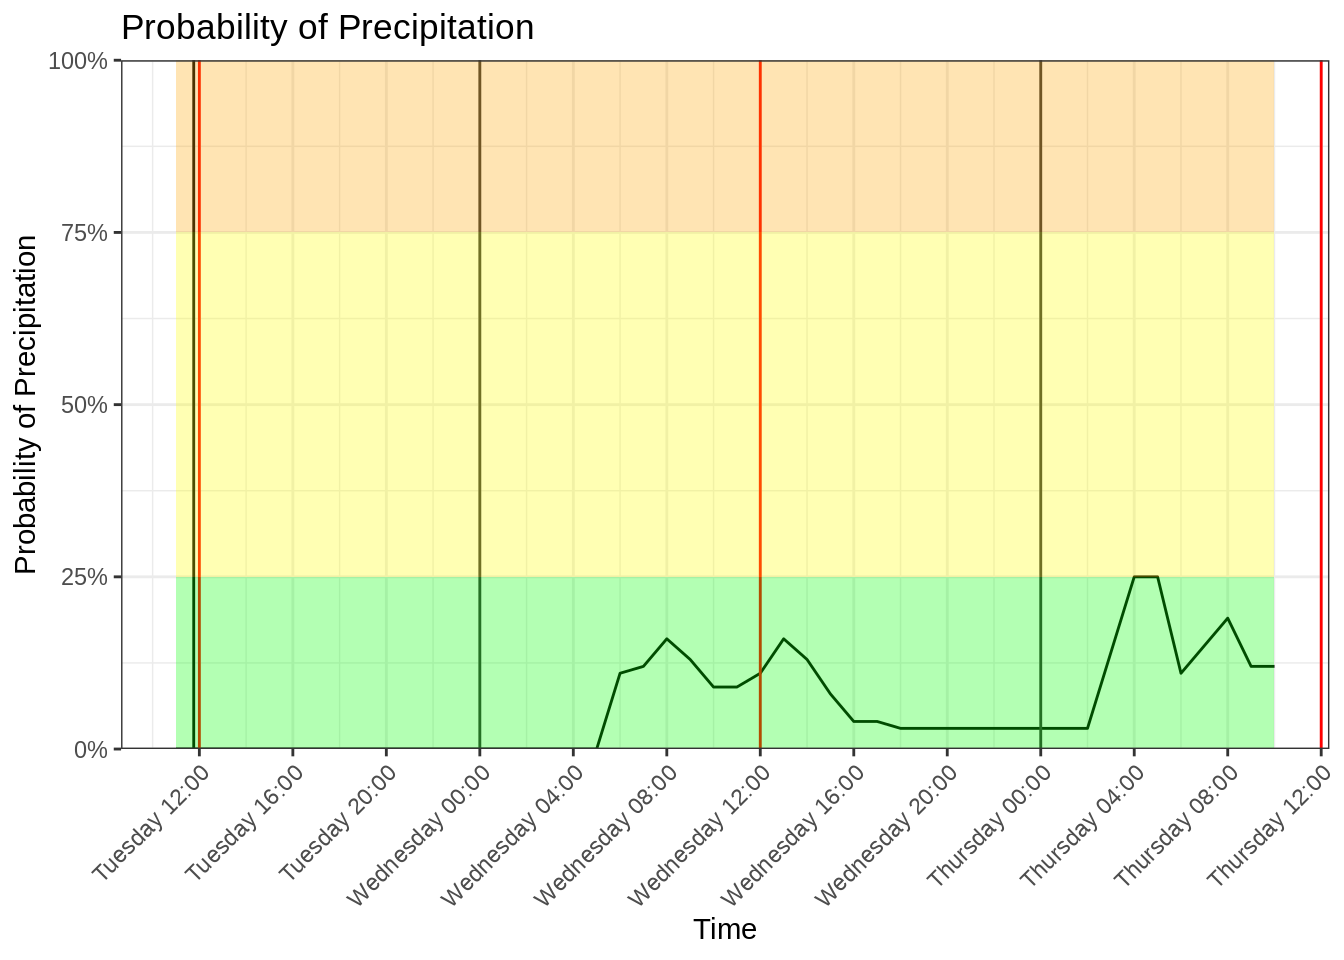 Probability of Precipitation
Probability of Precipitation
100%
75%
50%
25%
0%
Tuesday 12:00
Tuesday 16:00
Tuesday 20:00
Wednesday 00:00
Wednesday 04:00
Wednesday 08:00
Wednesday 12:00
Wednesday 16:00
Wednesday 20:00
Thursday 00:00
Thursday 04:00
Thursday 08:00
Thursday 12:00
Time